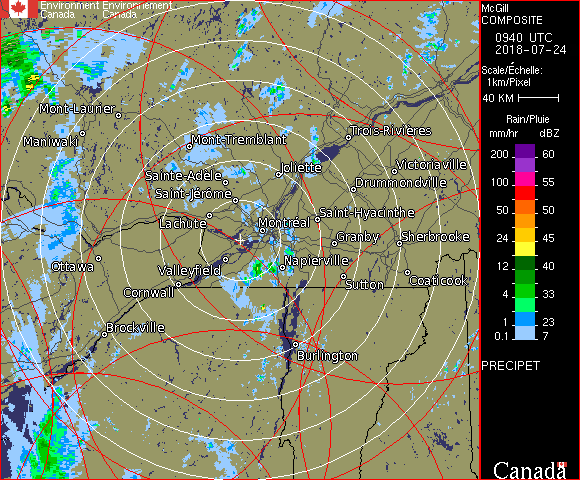 Environment Environnement
Canada Canada
McGill
COMPOSITE
0940 UTC
2018-07-24
Scale/Échelle:
1km/Pixel
40 KM
Rain/Pluie
mm/hr dBZ
200 60
150 55
100 55
50 50
24 45
12 40
4 33
1 23
0.1 7
PRECIPET
Canada
Mont-Laurier
Maniwaki
Mont-Tremblant
Trois-Rivières
Sainte-Adèle
Joliette
Victoriaville
Saint-Jérôme
Drummondville
Lachute
Montréal
Saint-Hyacinthe
Granby
Sherbrooke
Ottawa
Valleyfield
Napierville
Cornwall
Sutton
Coaticook
Brockville
Burlington